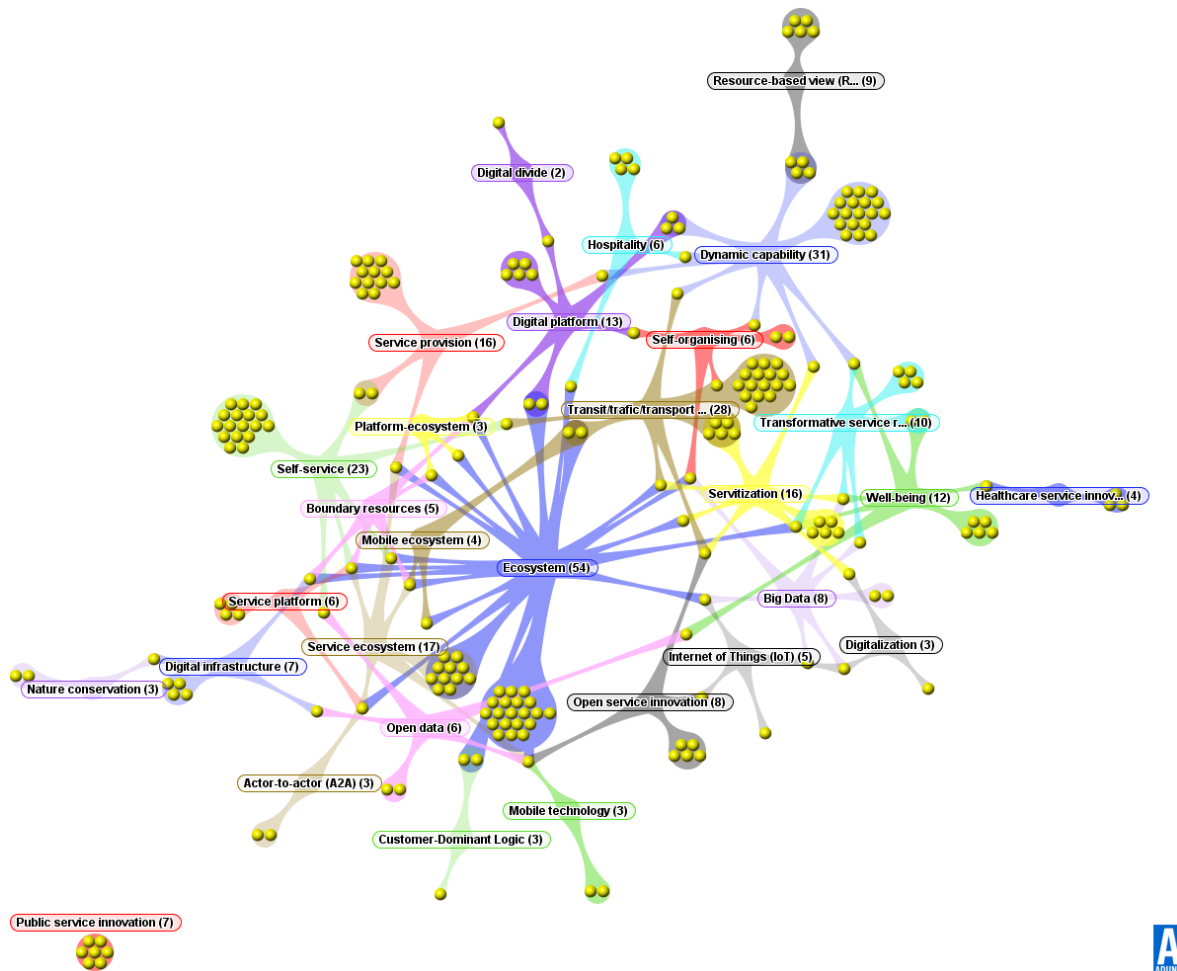 Resource-based view (R... (9)
Digital divide (2)
Hospitality (6)
Dynamic capability (31)
Digital platform (13)
Service provision (16)
Self-organising (6)
Transit/trafic/transport ... (28)
Platform-ecosystem (3)
Transformative service r... (10)
Self-service (23)
Servitization (16)
Well-being (12)
Healthcare service innov... (4)
Boundary resources (5)
Mobile ecosystem (4)
Ecosystem (54)
Service platform (6)
Big Data (8)
Service ecosystem (17)
Digitalization (3)
Internet of Things (IoT) (5)
Digital infrastructure (7)
Nature conservation (3)
Open service innovation (8)
Open data (6)
Actor-to-actor (A2A) (3)
Mobile technology (3)
Customer-Dominant Logic (3)
Public service innovation (7)
A